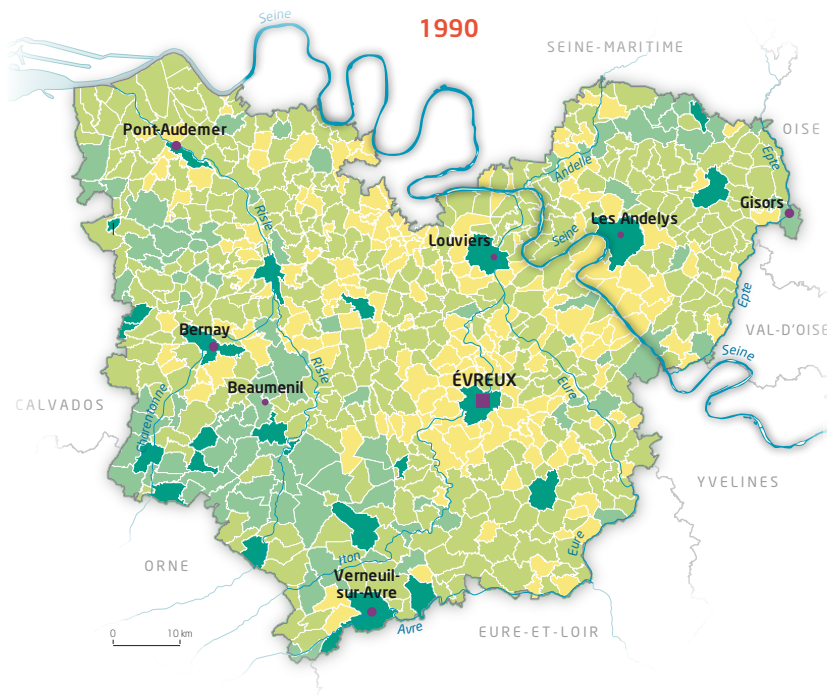 1990
Seine
SEINE-MARITIME
OISE
Pont-Audemer
Andelle
Epte
Risle
Gisors
Les Andelys
Louviers
Seine
Epte
Bernay
VAL-D'OISE
Seine
Risle
ÉVREUX
Eure
Beaumenil
CALVADOS
Charentonne
YVELINES
Eure
ORNE
Iton
Verneuil-
sur-Avre
Avre
EURE-ET-LOIR
0 10 km